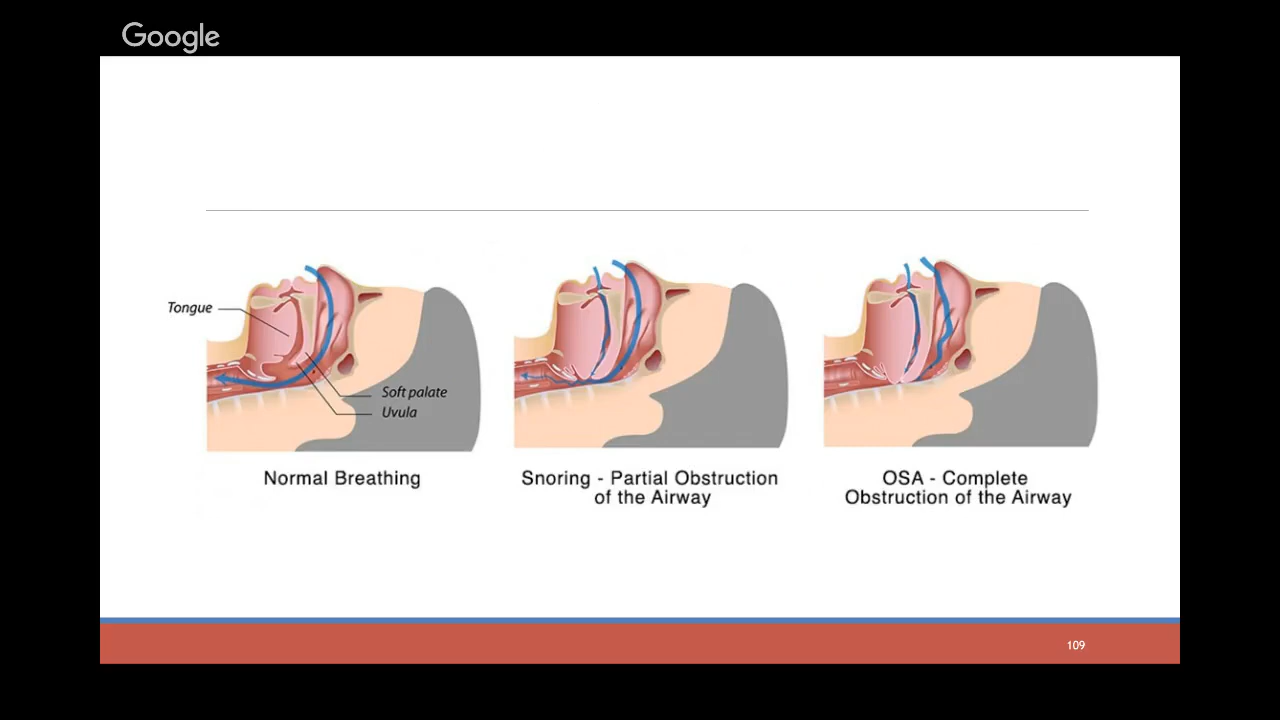 Google
Tongue
Soft palate
Uvula
Normal Breathing
Snoring - Partial Obstruction
of the Airway
OSA - Complete
Obstruction of the Airway
109